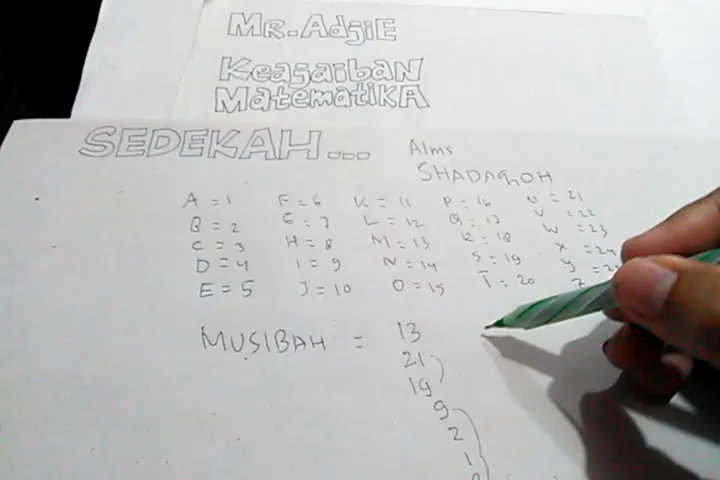 MR. AdjiE
KeajaibaN
MatematiKA
SEDEKAH...
Alms
SHADAQOH
A = 1 F = 6 K = 11 P = 16 U = 21
B = 2 G = 7 L = 12 Q = 17 V = 22
C = 3 H = 8 M = 13 R = 18 W = 23
D = 4 I = 9 N = 14 S = 19 X = 24
E = 5 J = 10 O = 15 T = 20 Y =
Z
MUSIBAH = 13
21
19
9
2
1